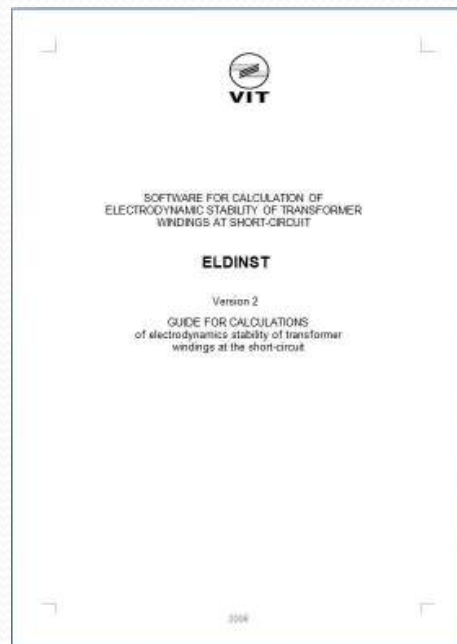 VIT
SOFTWARE FOR CALCULATION OF
ELECTRODYNAMIC STABILITY OF TRANSFORMER
WINDINGS AT SHORT-CIRCUIT
ELDINST
Version 2
GUIDE FOR CALCULATIONS
of electrodynamics stability of transformer
windings at the short-circuit